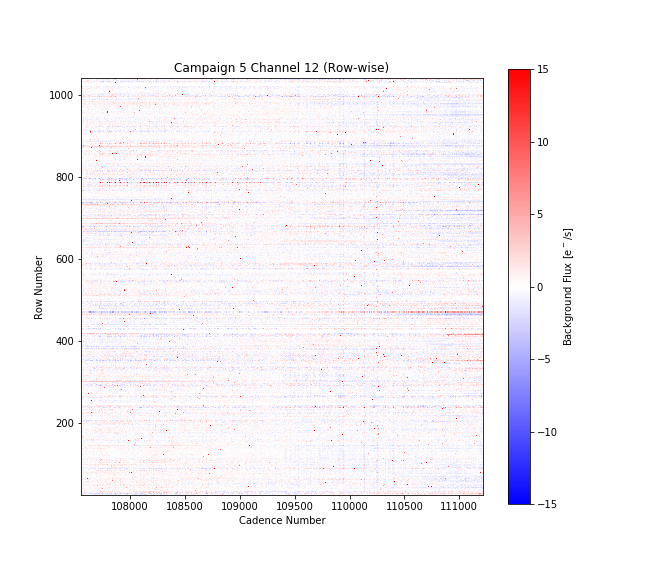 Campaign 5 Channel 12 (Row-wise)
1000
800
600
400
200
Row Number
108000 108500 109000 109500 110000 110500 111000
Cadence Number
15
10
5
0
−5
−10
−15
Background Flux [e⁻/s]